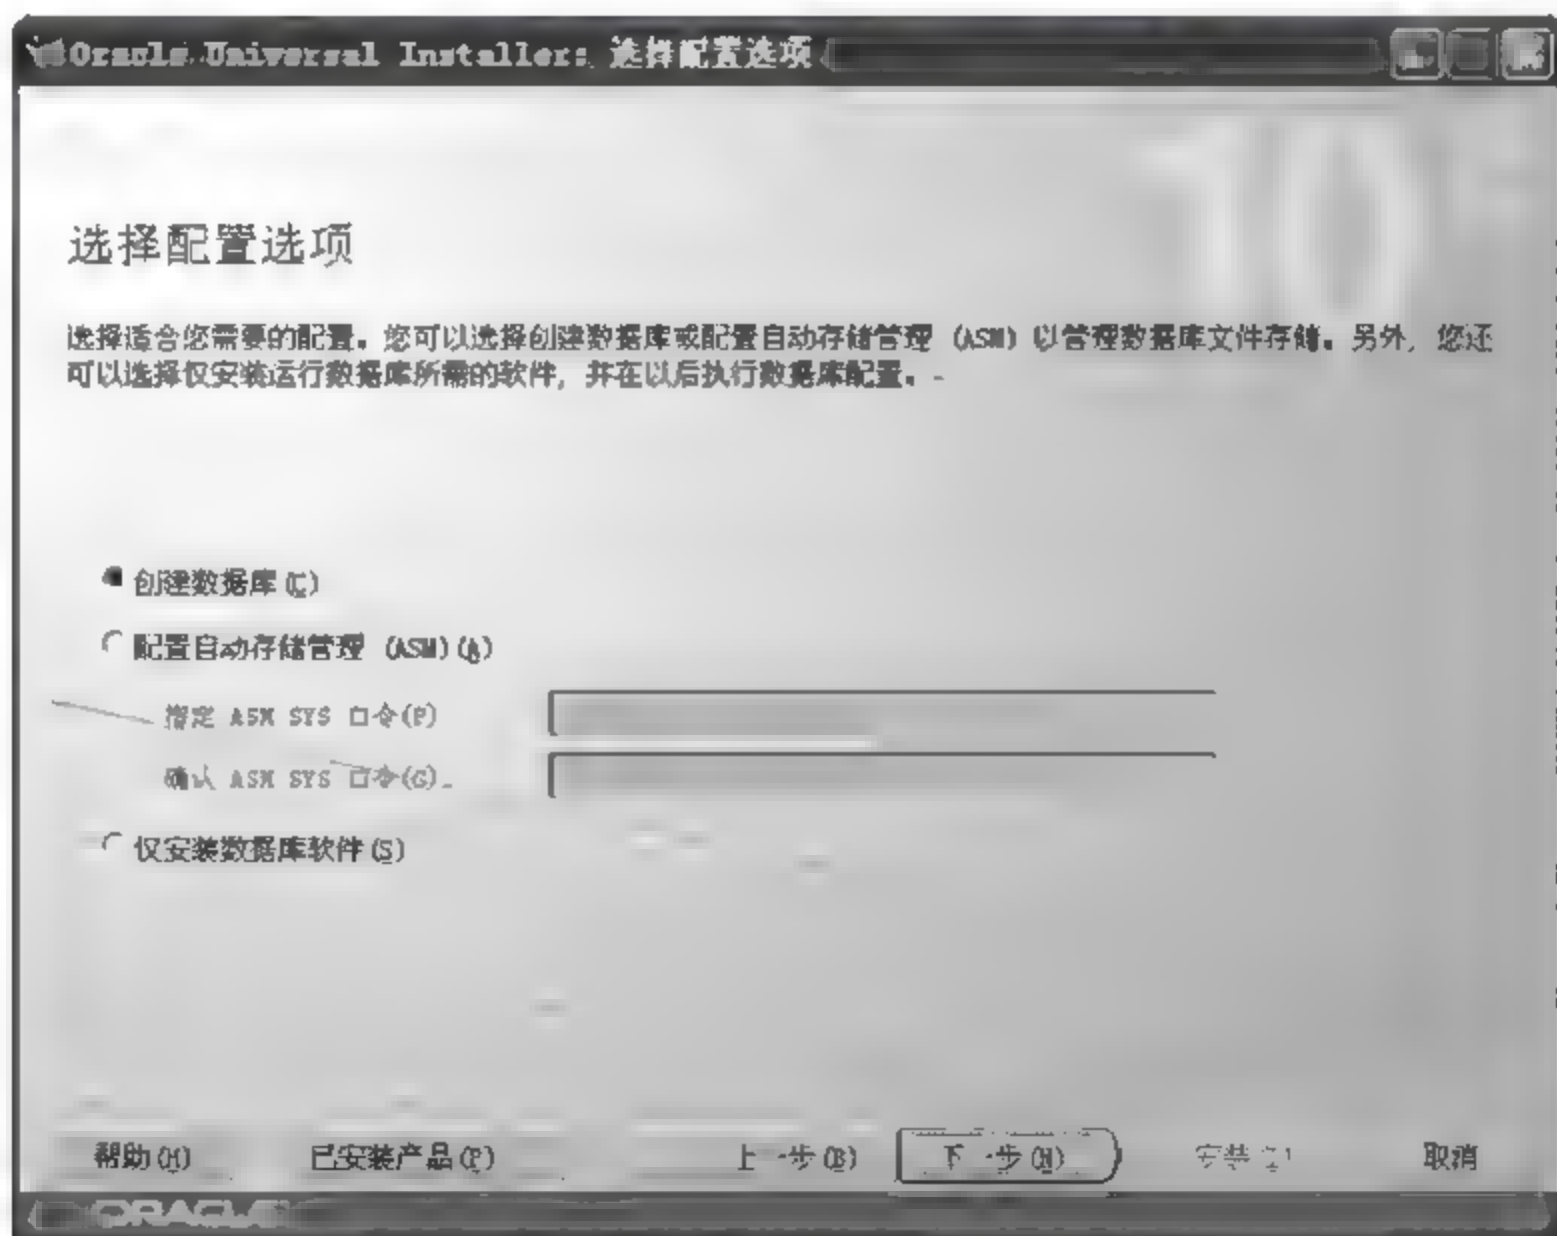 Oracle Universal Installer: 选择配置选项
10
选择配置选项
选择适合您需要的配置。您可以选择创建数据库或配置自动存储管理 (ASM) 以管理数据库文件存储。另外, 您还
可以选择仅安装运行数据库所需的软件, 并在以后执行数据库配置。
创建数据库(C)
配置自动存储管理 (ASM)(A)
指定 ASM SYS 口令(P)
确认 ASM SYS 口令(G)
仅安装数据库软件(S)
帮助(H) 已安装产品(P) 上一步(B) 下一步(N) 安装(I) 取消
ORACLE